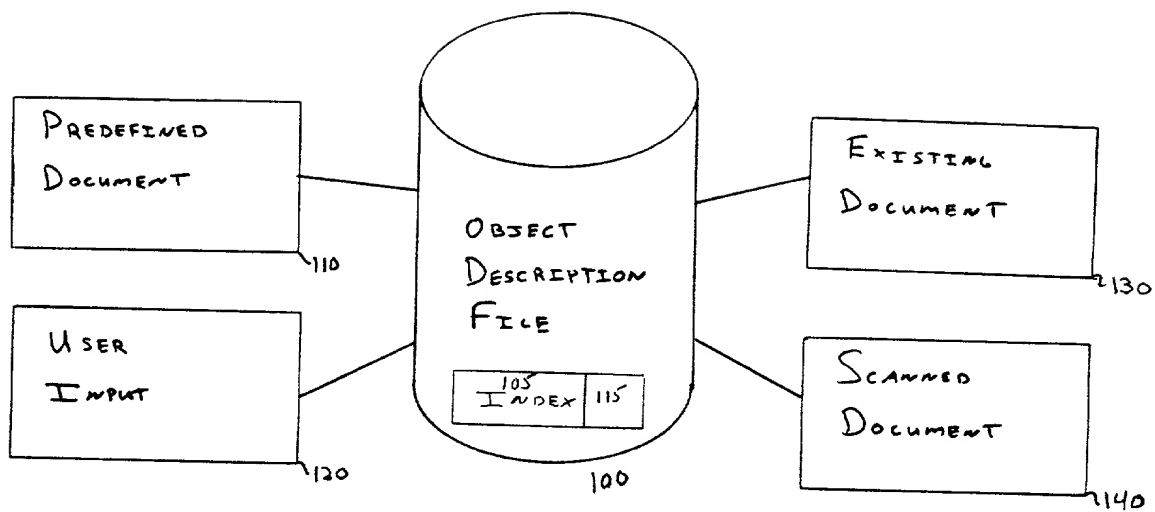 PREDEFINED
DOCUMENT
110
USER
INPUT
120
OBJECT
DESCRIPTION
FILE
105
INDEX
115
100
EXISTING
DOCUMENT
130
SCANNED
DOCUMENT
140